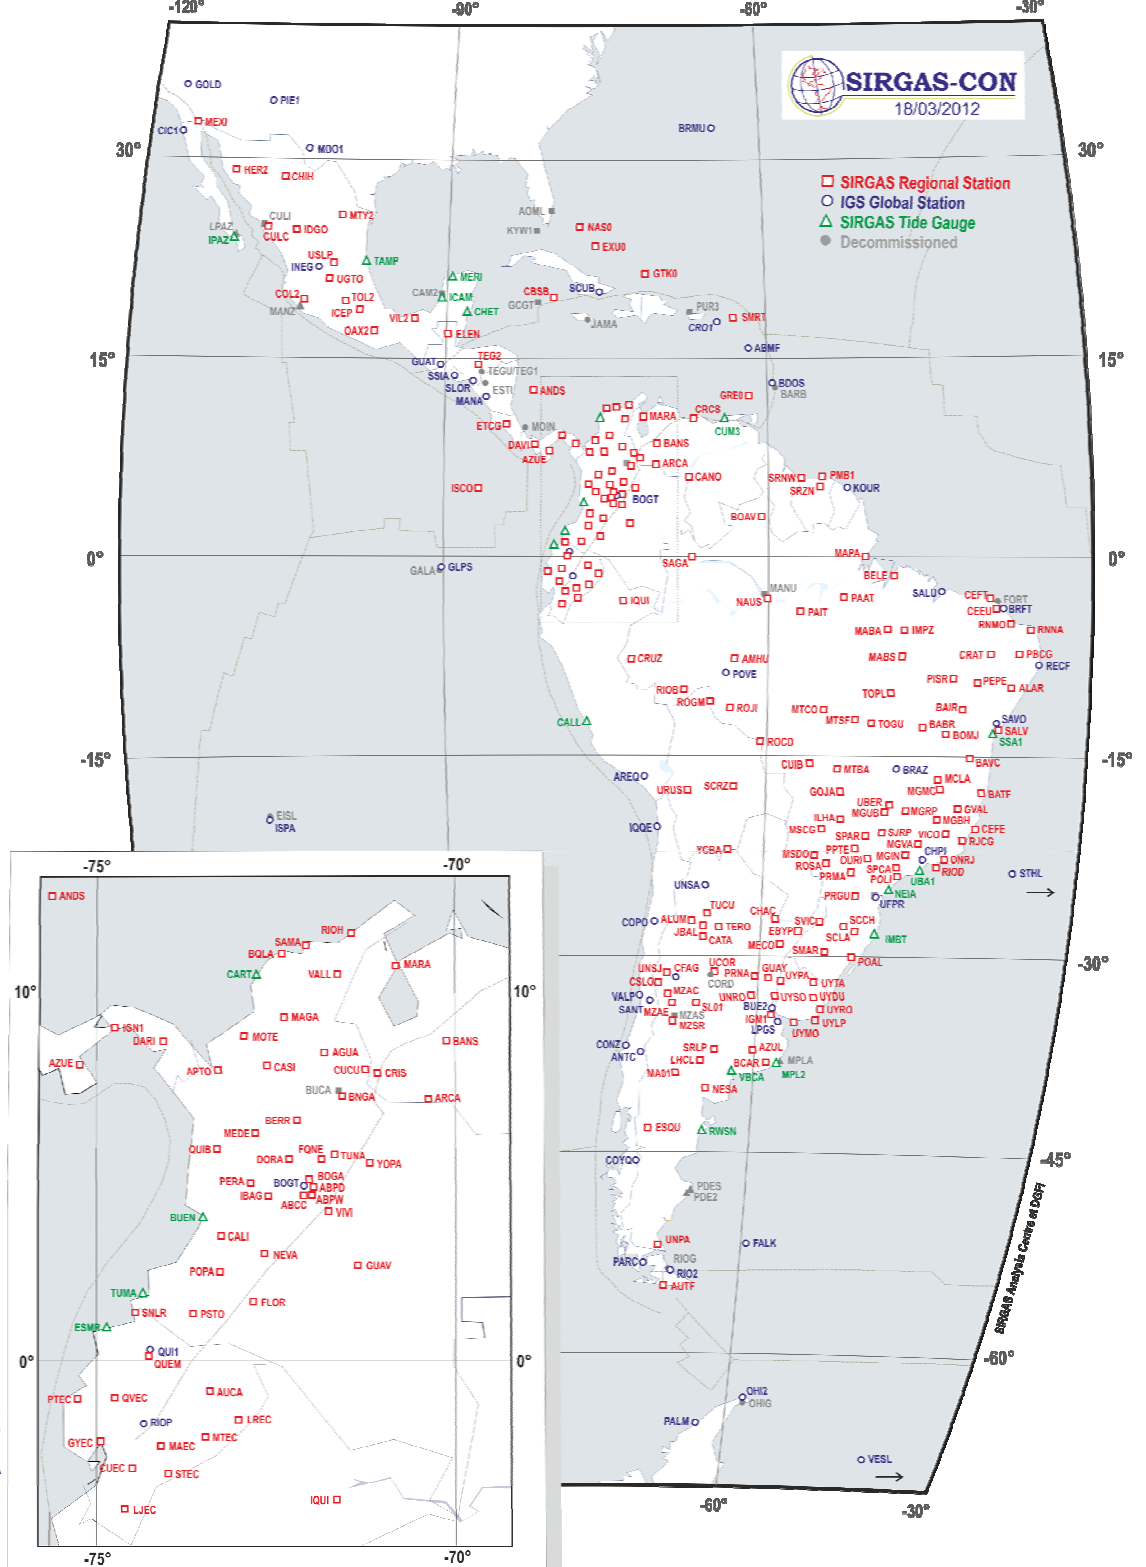 -120°
-90°
-60°
-30°
SIRGAS-CON
18/03/2012
GOLD
PIE1
MEXI
CIC1
BRMU
MDO1
30°
30°
HER2
CHIH
SIRGAS Regional Station
IGS Global Station
SIRGAS Tide Gauge
Decommissioned
MTY2
AOML
CULI
LPAZ
IPAZ
CULC
IDGO
KYW1
NAS0
EXU0
USLP
INEG
TAMP
UGTO
MERI
GTK0
SCUB
COL2
MANZ
TOL2
ICEP
CAM2
ICAM
CBSB
GCGT
CHET
PUR3
VIL2
JAMA
CRO1
SMRT
OAX2
ELEN
ABMF
15°
15°
GUAT
TEG2
TEGU/TEG1
SSIA
SLOR
ESTI
MANA
ANDS
BDOS
BARB
GRE0
MARA
CRCS
CUM3
ETCG
MOIN
DAVI
AZUE
BANS
ARCA
CANO
SRNW
PMB1
SRZN
KOUR
ISCO
BOGT
BOAV
MAPA
0°
0°
SAGA
GALA
GLPS
BELE
MANU
NAUS
IQUI
PAIT
PAAT
SALU
CEFT
FORT
CEEU
BRFT
RNMO
RNNA
MABA
IMPZ
CRUZ
AMHU
POVE
MABS
CRAT
PBCG
RECF
RIOB
ROGM
ROJI
TOPL
PISR
PEPE
ALAR
CALL
MTCO
MTSF
TOGU
BAIR
BABR
BOMJ
SAVO
SALV
SSA1
ROCD
-15°
-15°
CUIB
MTBA
BRAZ
BAVC
AREQ
URUS
SCRZ
MCLA
MGMC
BATF
GOJA
UBER
MGUB
MGRP
GVAL
MGBH
EISL
ISPA
IQQE
ILHA
MSCG
SPAR
SJRP
VICO
CEFE
RJCG
MGVA
YCBA
MSDO
PPTE
ROSA
OURI
MGIN
CHPI
ONRJ
RIOD
PRMA
SPCA
POLI
UBA1
STHL
UNSA
PRGU
NEIA
UFPR
COPO
ALUM
TUCU
JBAL
TERO
CATA
CHAC
EBYP
MECO
SVIC
SCCH
SCLA
IMBT
SMAR
POAL
-30°
UNSJ
CFAG
CSLO
UCOR
CORD
PRNA
GUAY
UYPA
UYTA
VALP
SANT
MZAC
MZAE
MZAS
MZSR
SL01
UNRO
BUE2
IGM1
LPGS
UYSO
UYDU
UYRO
UYLP
UYMO
CONZ
ANTC
SRLP
LHCL
MA01
AZUL
BCAR
VBCA
MPLA
MPL2
NESA
ESQU
RWSN
COYQ
-45°
PDES
PDE2
UNPA
FALK
PARC
RIOG
RIO2
AUTF
SIRGAS Analysis Centre at DGFI
-60°
OHI2
OHIG
PALM
VESL
-60°
-30°
-75°
-70°
ANDS
RIOH
SAMA
BQLA
MARA
CART
VALL
10°
10°
MAGA
IGN1
DARI
MOTE
BANS
AZUE
APTO
CASI
AGUA
CUCU
CRIS
BUCA
BNGA
ARCA
BERR
MEDE
QUIB
DORA
FQNE
TUNA
YOPA
PERA
BOGT
BOGA
ABPD
IBAG
ABCC
ABPW
VIVI
BUEN
CALI
NEVA
POPA
GUAV
TUMA
FLOR
SNLR
PSTO
ESMR
QUI1
QUEM
0°
0°
PTEC
QVEC
AUCA
RIOP
LREC
GYEC
MAEC
MTEC
CUEC
STEC
LJEC
IQUI
-75°
-70°